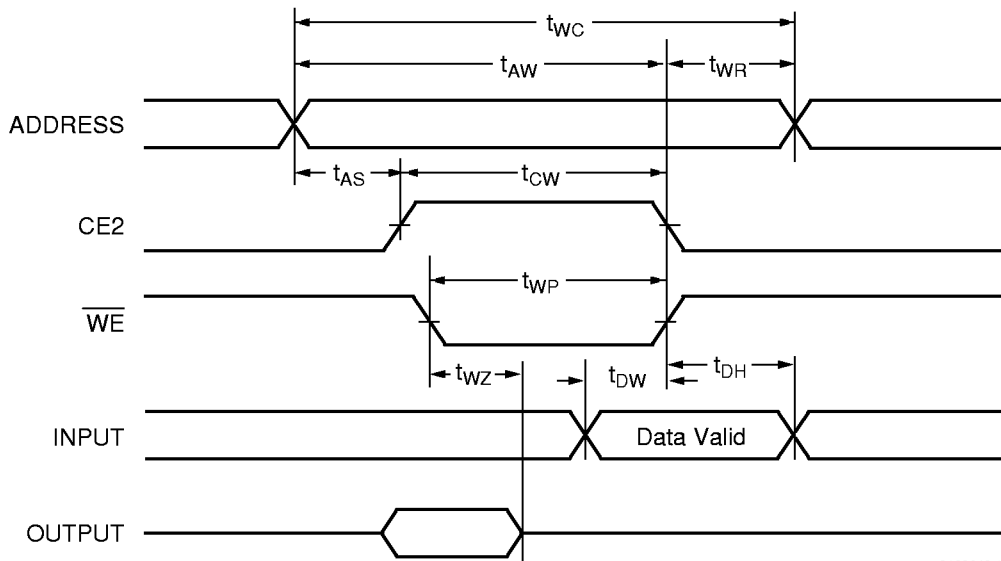 tWC
tAW tWR
ADDRESS
tAS tCW
CE2
tWP
WE
tWZ tDW tDH
INPUT Data Valid
OUTPUT